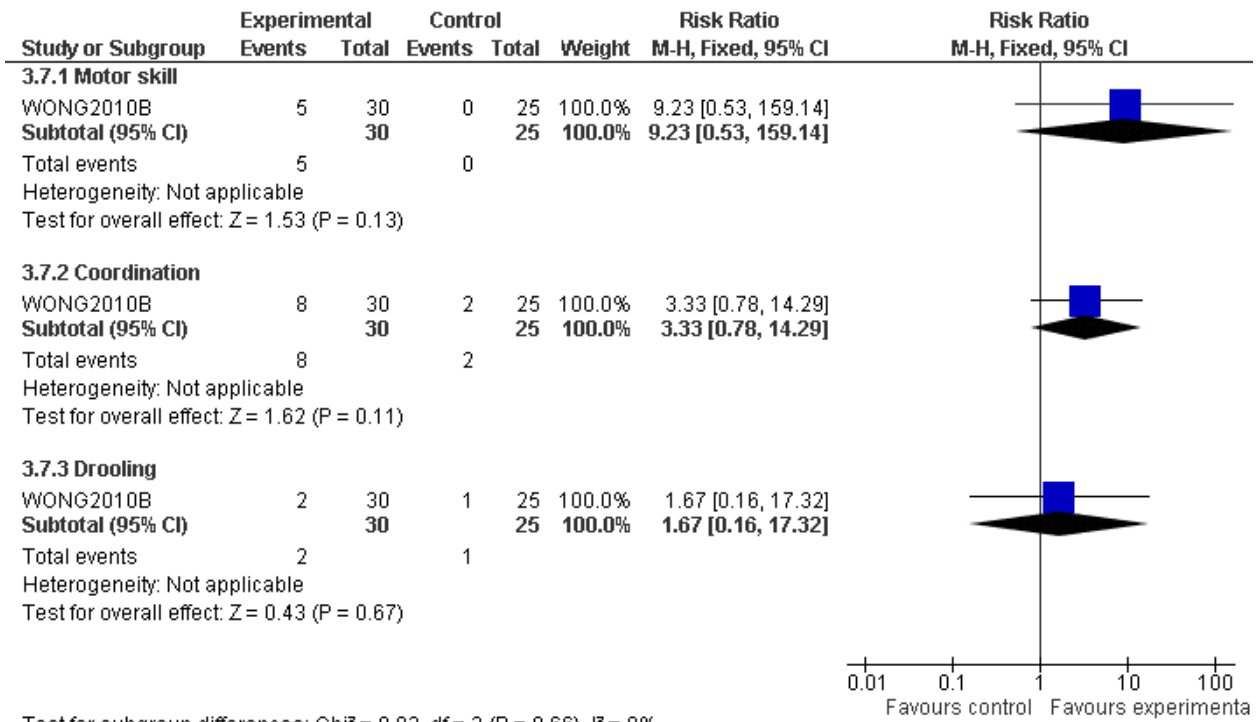 Experimental Control Risk Ratio Risk Ratio
Study or Subgroup Events Total Events Total Weight M-H, Fixed, 95% CI M-H, Fixed, 95% CI
3.7.1 Motor skill
WONG2010B 5 30 0 25 100.0% 9.23 [0.53, 159.14]
Subtotal (95% CI) 30 25 100.0% 9.23 [0.53, 159.14]
Total events 5 0
Heterogeneity: Not applicable
Test for overall effect: Z = 1.53 (P = 0.13)
3.7.2 Coordination
WONG2010B 8 30 2 25 100.0% 3.33 [0.78, 14.29]
Subtotal (95% CI) 30 25 100.0% 3.33 [0.78, 14.29]
Total events 8 2
Heterogeneity: Not applicable
Test for overall effect: Z = 1.62 (P = 0.11)
3.7.3 Drooling
WONG2010B 2 30 1 25 100.0% 1.67 [0.16, 17.32]
Subtotal (95% CI) 30 25 100.0% 1.67 [0.16, 17.32]
Total events 2 1
Heterogeneity: Not applicable
Test for overall effect: Z = 0.43 (P = 0.67)
0.01 0.1 1 10 100
Favours control Favours experimenta
Test for subgroup differences: